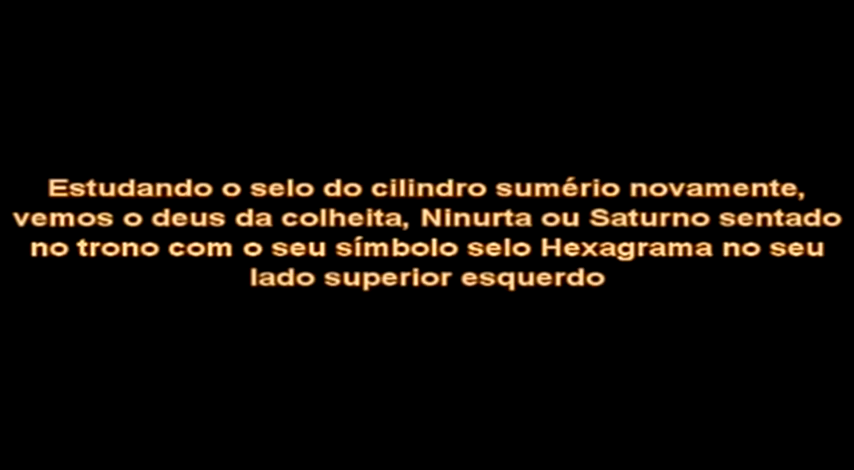 Estudando o selo do cilindro sumério novamente,
vemos o deus da colheita, Ninurta ou Saturno sentado
no trono com o seu símbolo selo Hexagrama no seu
lado superior esquerdo